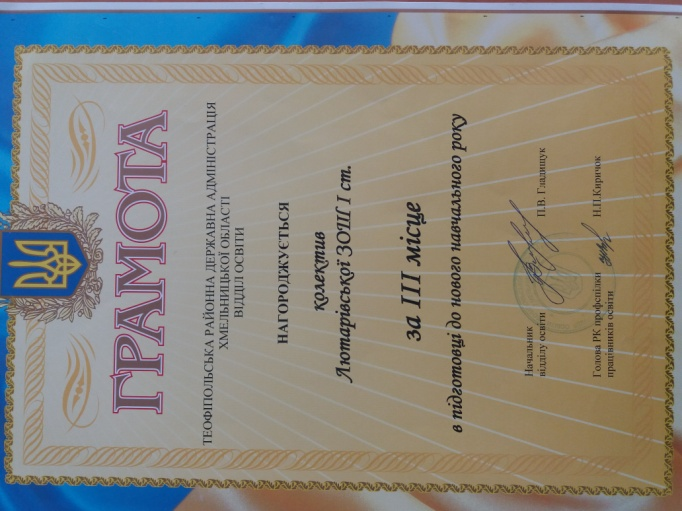 ГРАМОТА
ТЕОФІПОЛЬСЬКА РАЙОННА ДЕРЖАВНА АДМІНІСТРАЦІЯ
ХМЕЛЬНИЦЬКОЇ ОБЛАСТІ
ВІДДІЛ ОСВІТИ
НАГОРОДЖУЄТЬСЯ
колектив
Лютарівської ЗОШ І ст.
за ІІІ місце
в підготовці до нового навчального року
Начальник
відділу освіти
П.В. Гладищук
Голова РК профспілки
працівників освіти
Н.П.Киричок